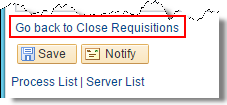 Go back to Close Requisitions
Save Notify
Process List | Server List